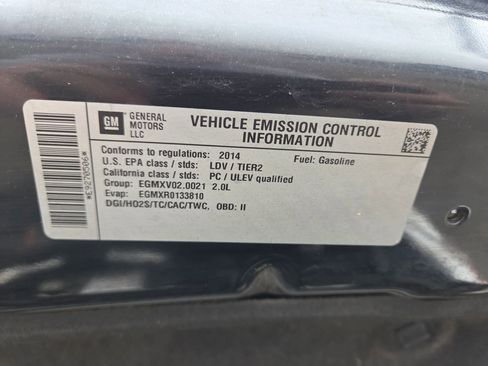 GM
GENERAL MOTORS LLC
VEHICLE EMISSION CONTROL INFORMATION
Conforms to regulations: 2014 Fuel: Gasoline
U.S. EPA class / stds: LDV / TIER2
California class / stds: PC / ULEV qualified
Group: EGMXV02.0021 2.0L
Evap: EGMXR0133810
DGI/HO2S/TC/CAC/TWC, OBD: II
*E9270506*